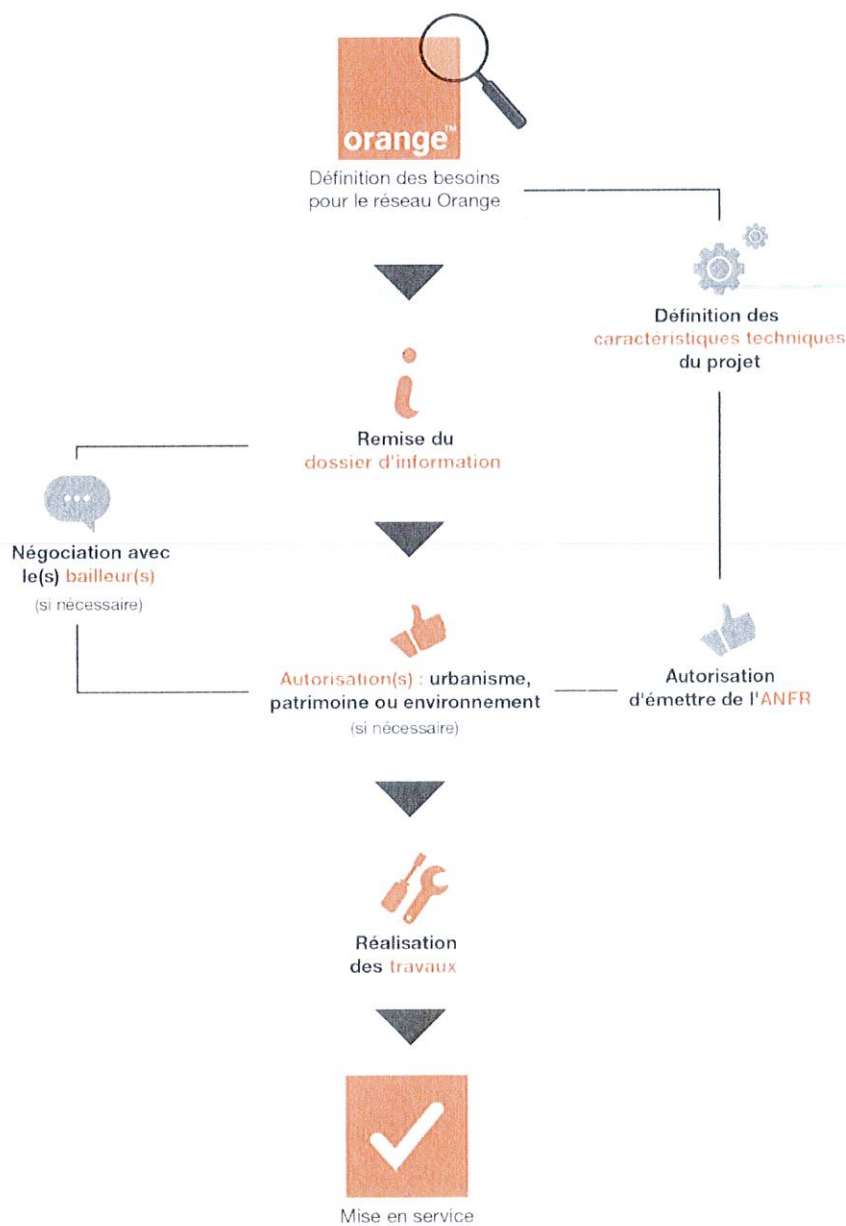 orange™
Définition des besoins
pour le réseau Orange
Définition des
caractéristiques techniques
du projet
Remise du
dossier d'information
Négociation avec
le(s) bailleur(s)
(si nécessaire)
Autorisation(s) : urbanisme,
patrimoine ou environnement
(si nécessaire)
Autorisation
d'émettre de l'ANFR
Réalisation
des travaux
Mise en service